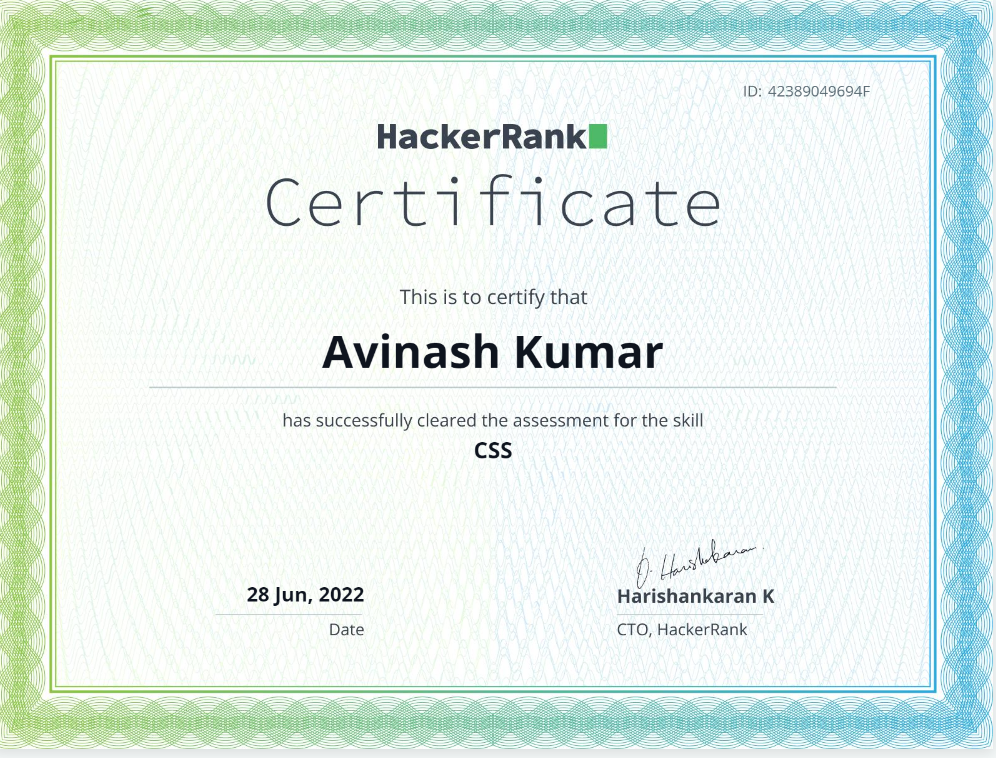 ID: 42389049694F
HackerRank
Certificate
This is to certify that
Avinash Kumar
has successfully cleared the assessment for the skill
CSS
28 Jun, 2022
Date
Harishankaran K
CTO, HackerRank